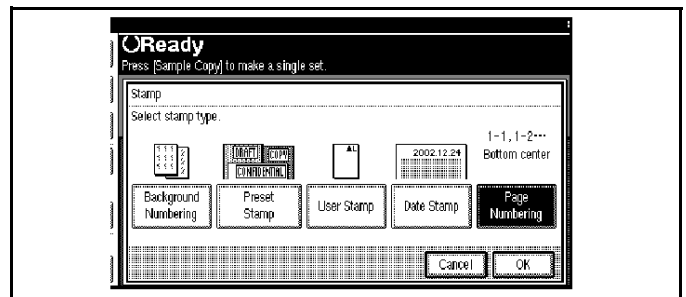 Ready
Press [Sample Copy] to make a single set.
Stamp
Select stamp type.
1-1, 1-2···
Bottom center
DRAFT COPY
CONFIDENTIAL
AL
2002.12.24
Background
Numbering
Preset
Stamp
User Stamp
Date Stamp
Page
Numbering
Cancel
OK